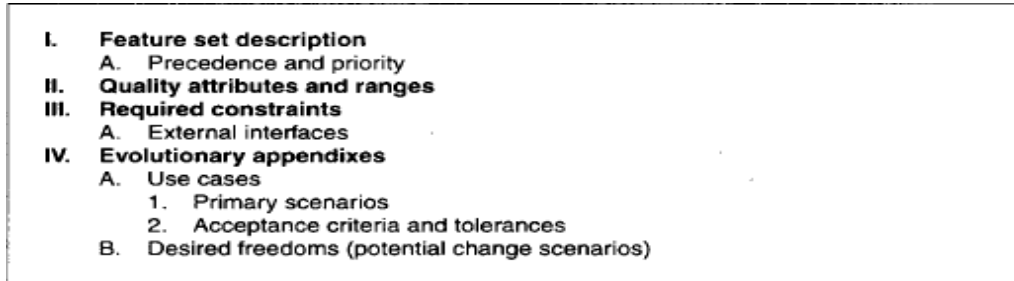 I. Feature set description
A. Precedence and priority
II. Quality attributes and ranges
III. Required constraints
A. External interfaces
IV. Evolutionary appendixes
A. Use cases
1. Primary scenarios
2. Acceptance criteria and tolerances
B. Desired freedoms (potential change scenarios)